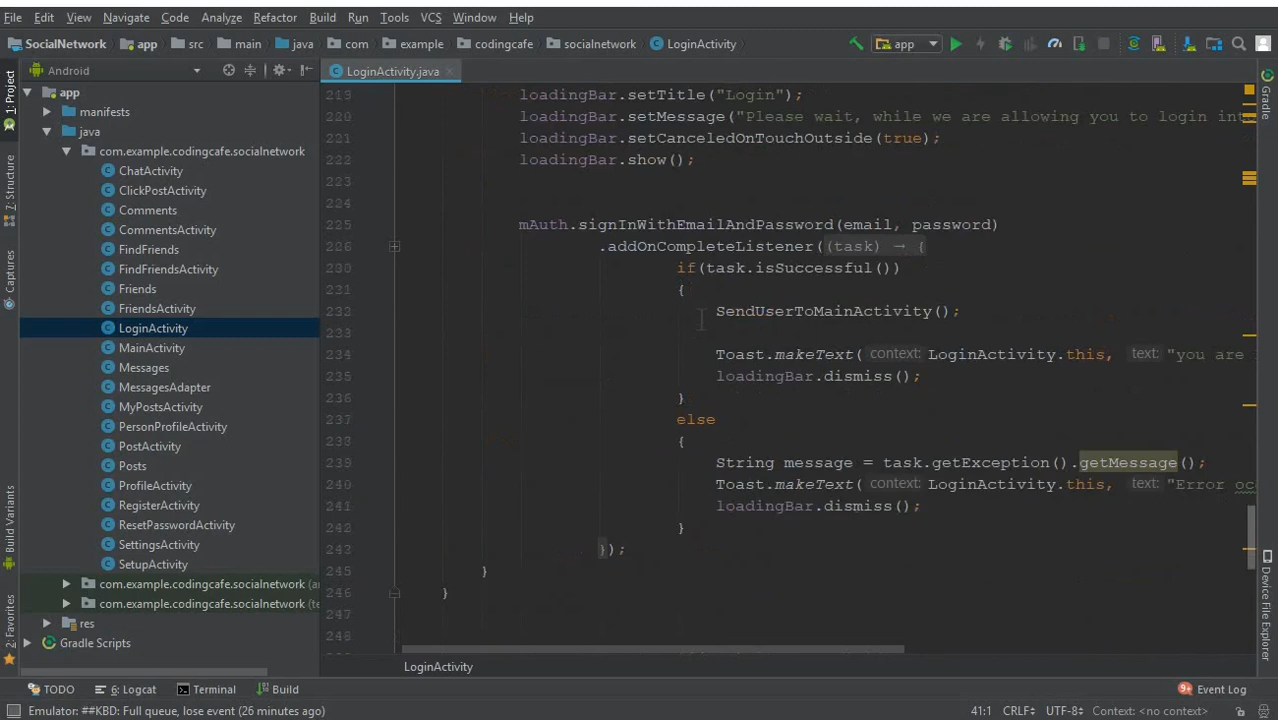 File Edit View Navigate Code Analyze Refactor Build Run Tools VCS Window Help
SocialNetwork app src main java com example codingcafe socialnetwork LoginActivity app
Android LoginActivity.java
1: Project
7: Structure
Captures
Build Variants
2: Favorites
app
manifests
java
com.example.codingcafe.socialnetwork
ChatActivity
ClickPostActivity
Comments
CommentsActivity
FindFriends
FindFriendsActivity
Friends
FriendsActivity
LoginActivity
MainActivity
Messages
MessagesAdapter
MyPostsActivity
PersonProfileActivity
PostActivity
Posts
ProfileActivity
RegisterActivity
ResetPasswordActivity
SettingsActivity
SetupActivity
com.example.codingcafe.socialnetwork (ar
com.example.codingcafe.socialnetwork (te
res
Gradle Scripts
219 loadingBar.setTitle("Login");
220 loadingBar.setMessage("Please wait, while we are allowing you to login into
221 loadingBar.setCanceledOnTouchOutside(true);
222 loadingBar.show();
223
224
225 mAuth.signInWithEmailAndPassword(email, password)
226 .addOnCompleteListener((task) → {
230 if(task.isSuccessful())
231 {
232 SendUserToMainActivity();
233
234 Toast.makeText( context: LoginActivity.this, text: "you are
235 loadingBar.dismiss();
236 }
237 else
238 {
239 String message = task.getException().getMessage();
240 Toast.makeText( context: LoginActivity.this, text: "Error oc
241 loadingBar.dismiss();
242 }
243 });
245 }
246 }
247
248
LoginActivity
Gradle
Device File Explorer
TODO 6: Logcat Terminal Build 9+ Event Log
Emulator: ##KBD: Full queue, lose event (26 minutes ago) 41:1 CRLF UTF-8 Context: <no context>